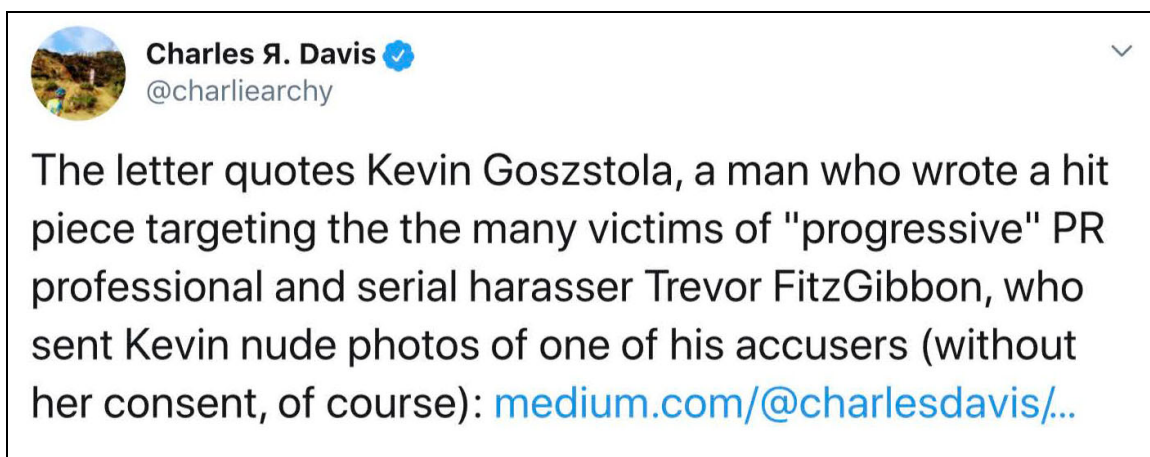 Charles Я. Davis
@charliearchy
The letter quotes Kevin Goszstola, a man who wrote a hit
piece targeting the the many victims of "progressive" PR
professional and serial harasser Trevor FitzGibbon, who
sent Kevin nude photos of one of his accusers (without
her consent, of course): medium.com/@charlesdavis/...